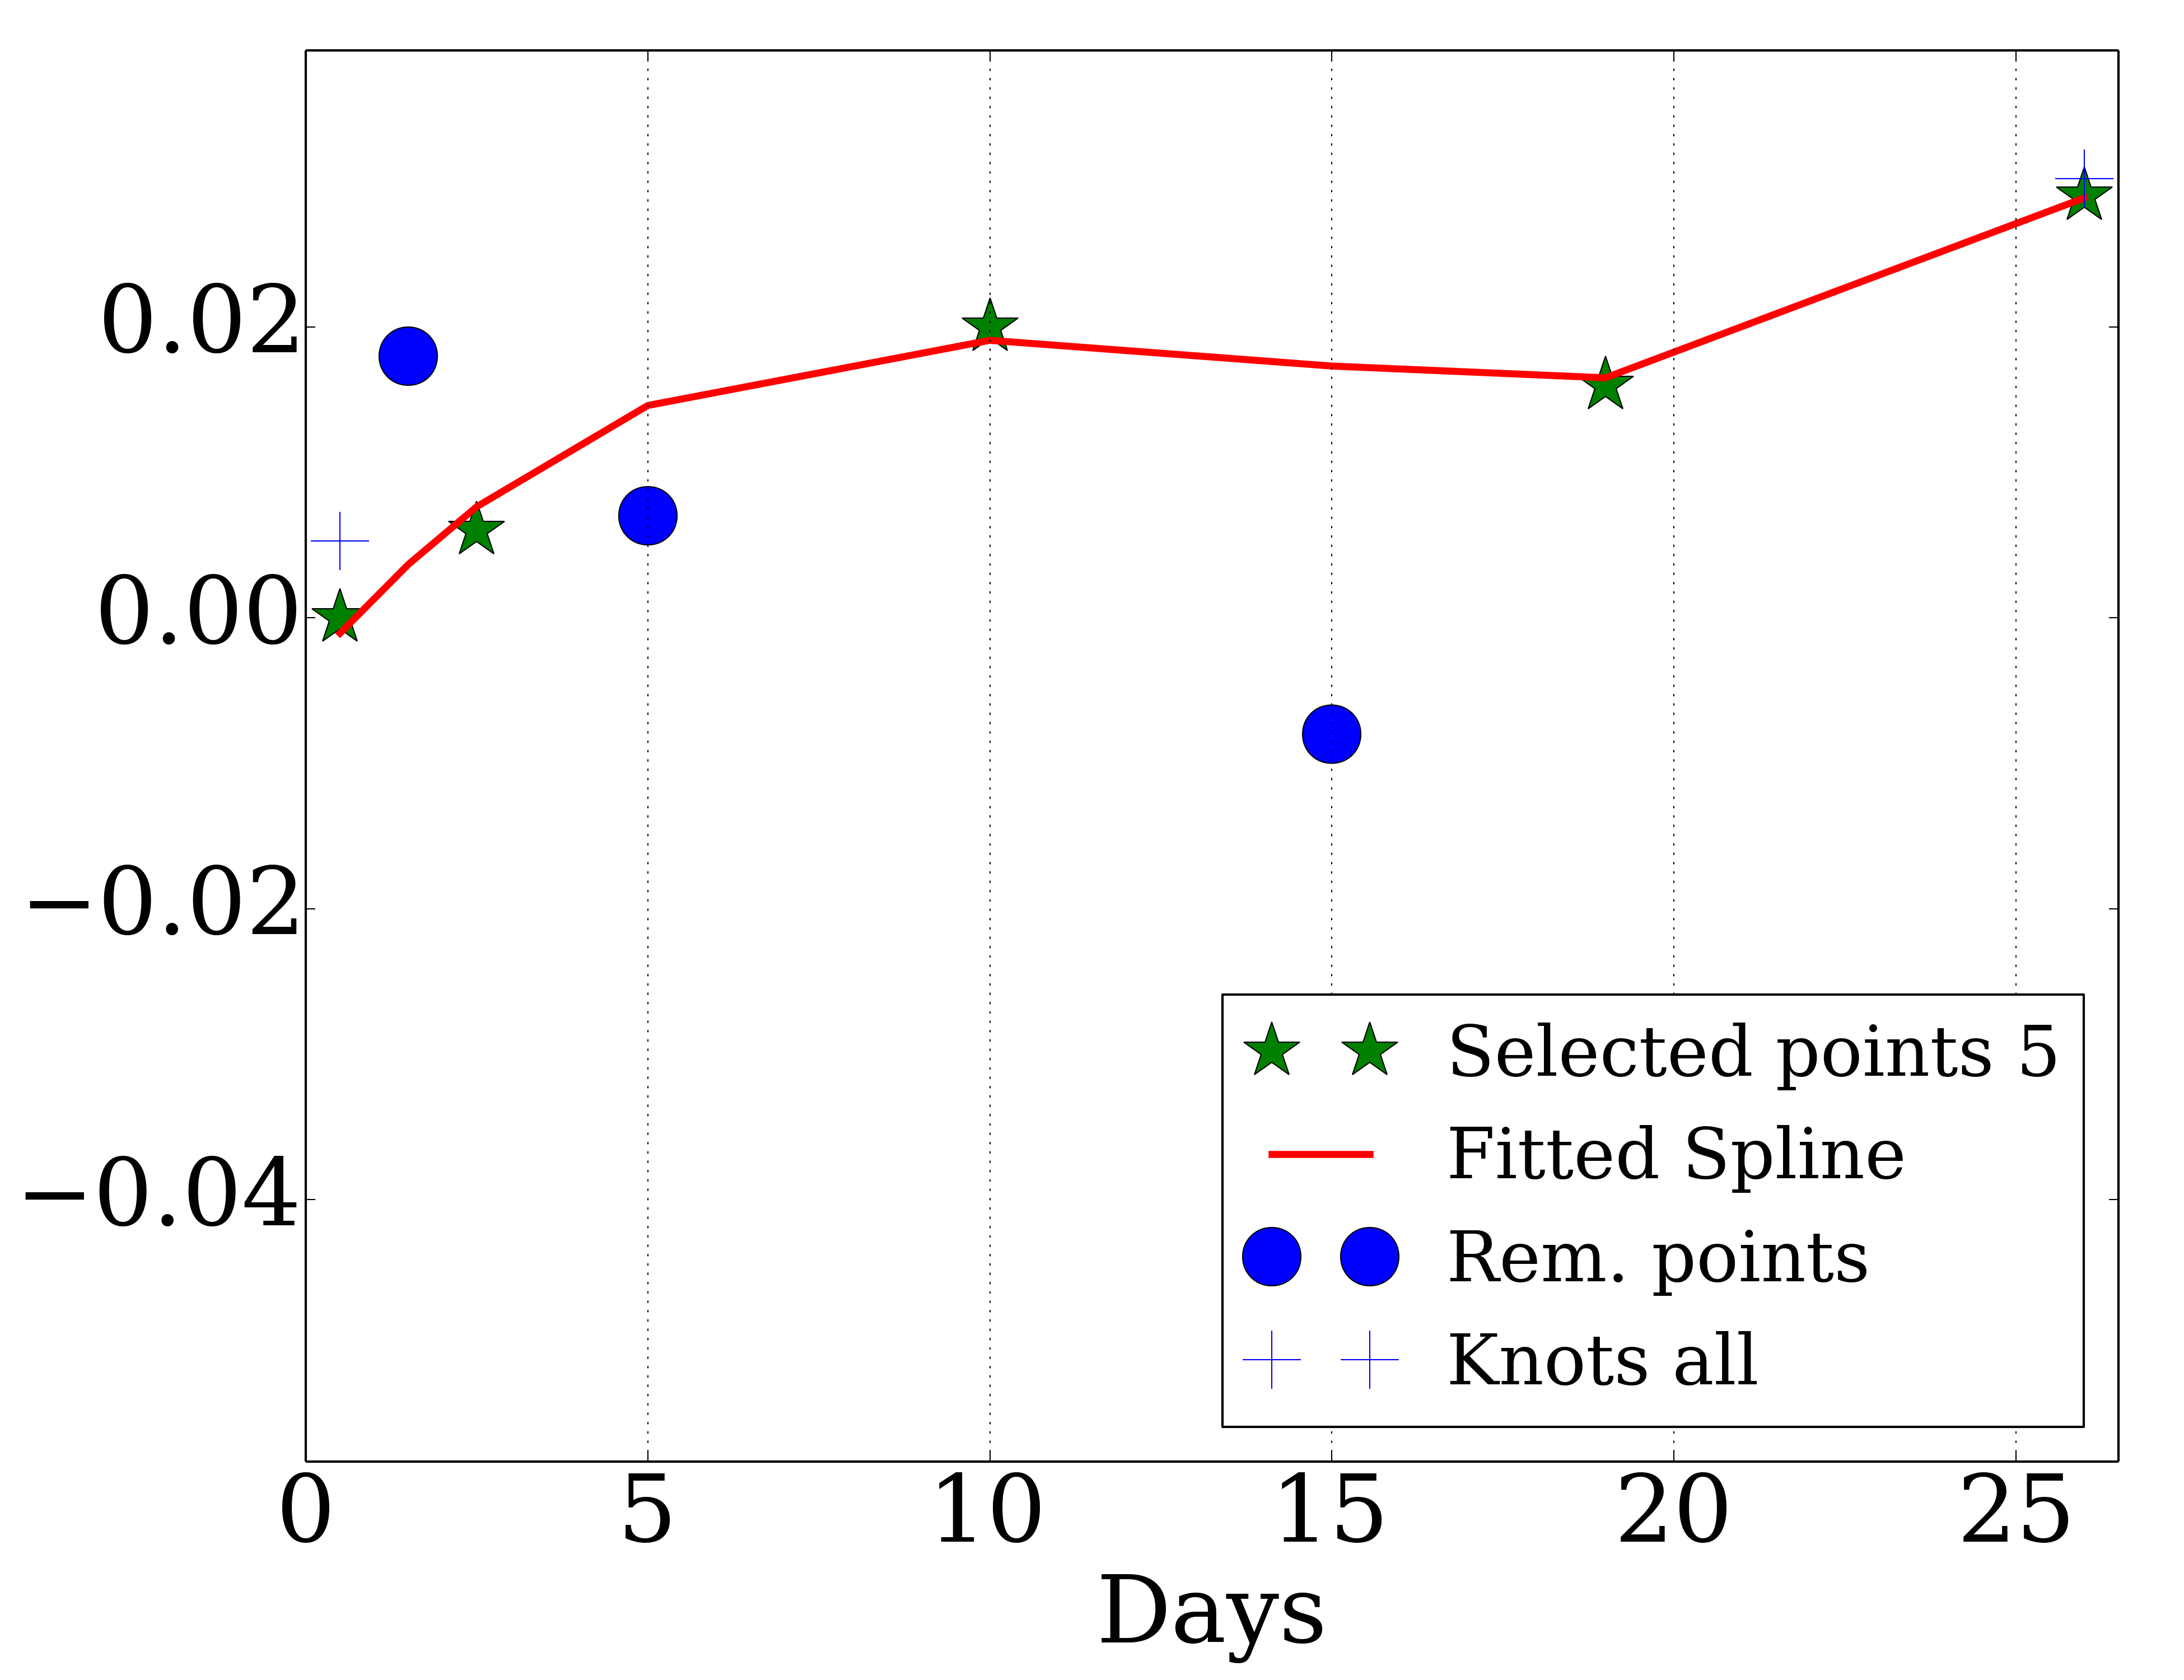 0.02
0.00
−0.02
−0.04
Selected points 5
Fitted Spline
Rem. points
Knots all
0 5 10 15 20 25
Days